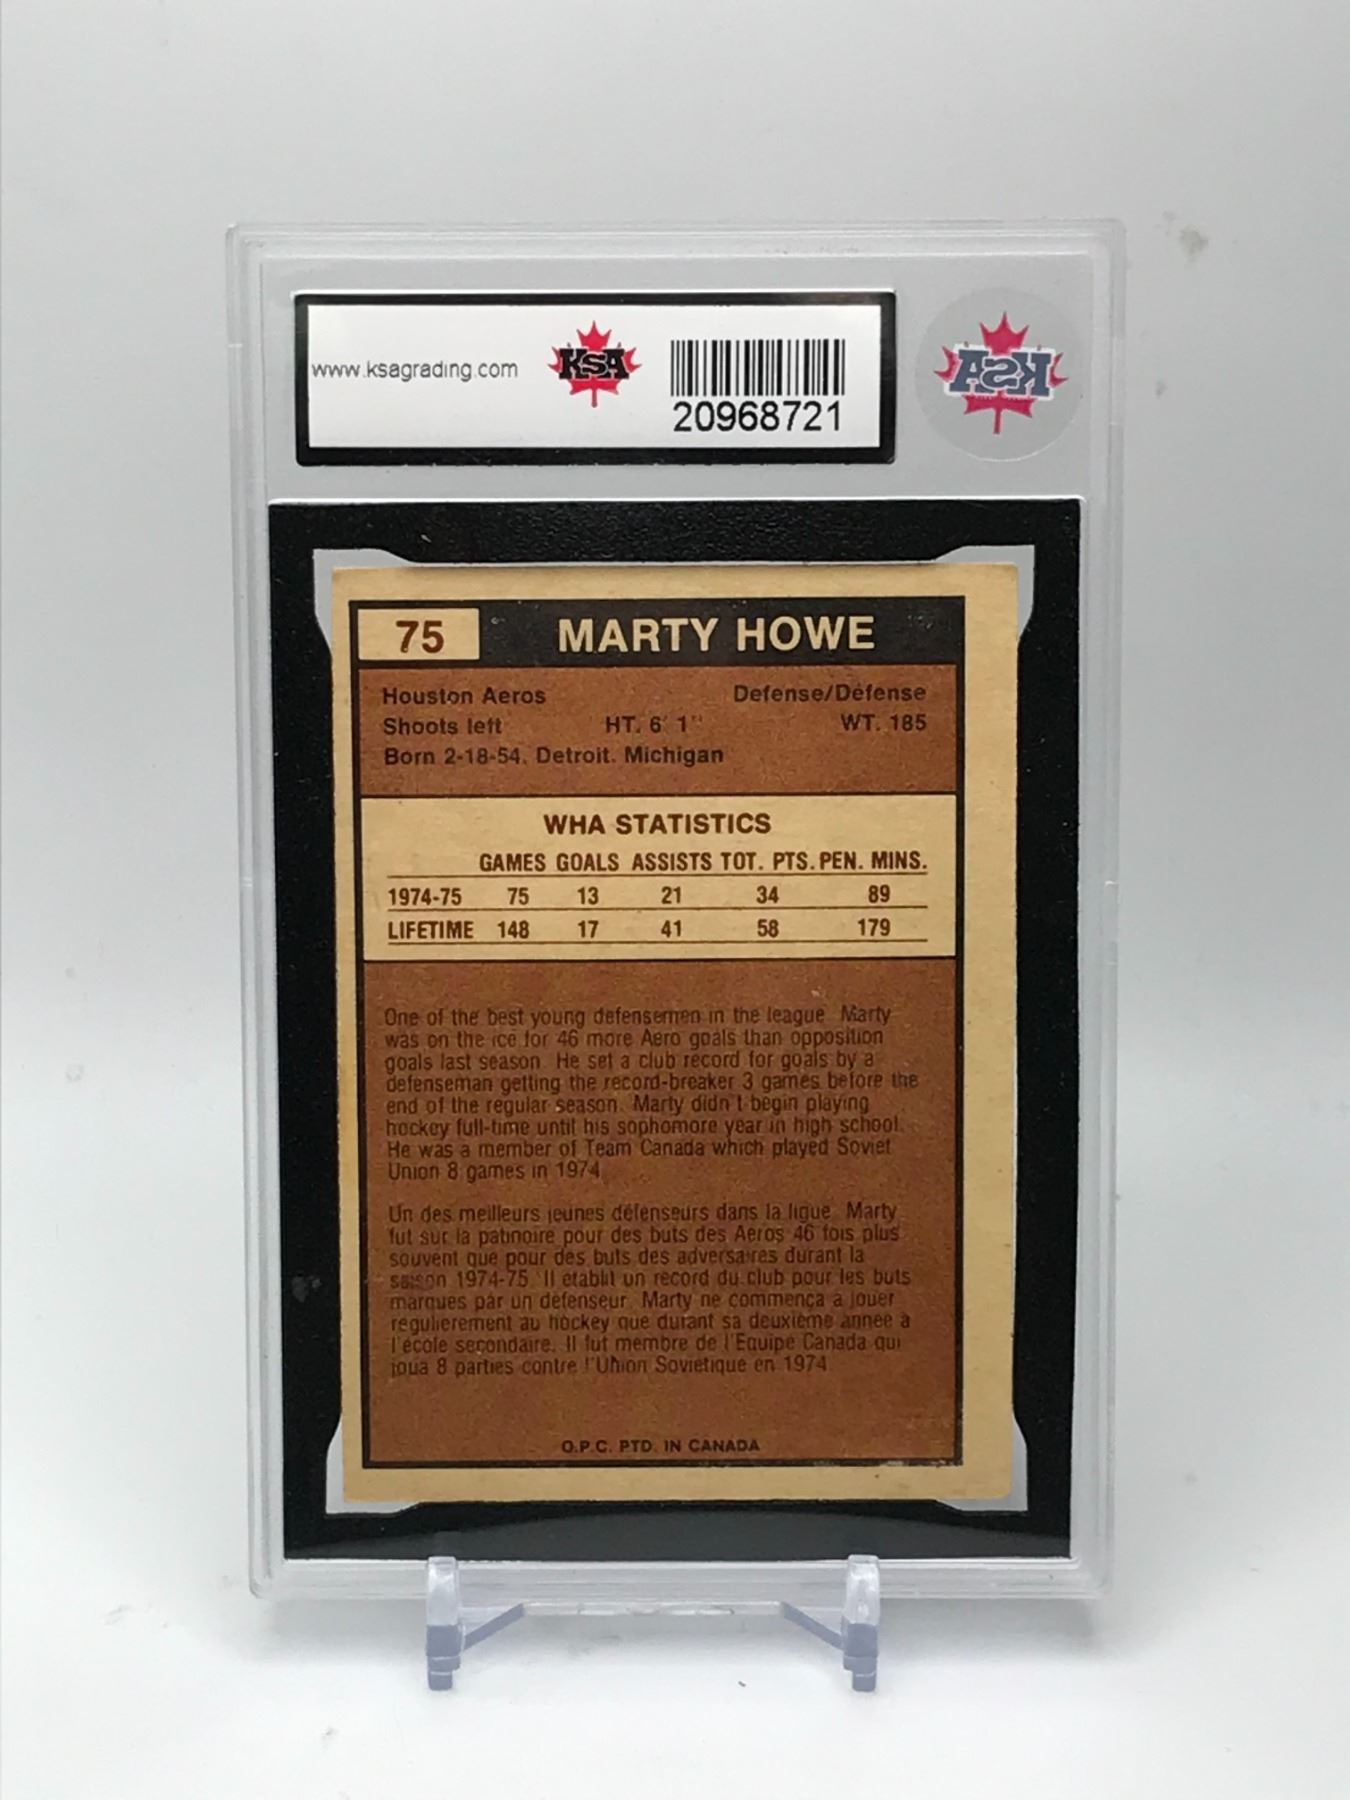 www.ksagrading.com
KSA
20968721
KSA
75 MARTY HOWE
Houston Aeros Defense/Défense
Shoots left HT. 6' 1" WT. 185
Born 2-18-54, Detroit. Michigan
WHA STATISTICS
GAMES GOALS ASSISTS TOT. PTS. PEN. MINS.
1974-75 75 13 21 34 89
LIFETIME 148 17 41 58 179
One of the best young defensemen in the league. Marty
was on the ice for 46 more Aero goals than opposition
goals last season. He set a club record for goals by a
defenseman getting the record-breaker 3 games before the
end of the regular season. Marty didn't begin playing
hockey full-time until his sophomore year in high school.
He was a member of Team Canada which played Soviet
Union 8 games in 1974.
Un des meilleurs jeunes défenseurs dans la ligue. Marty
fut sur la patinoire pour des buts des Aeros 46 fois plus
souvent que pour des buts des adversaires durant la
saison 1974-75. Il établit un record du club pour les buts
marqués par un défenseur. Marty ne commença à jouer
régulièrement au hockey que durant sa deuxième année à
l'école secondaire. Il fut membre de l'Equipe Canada qui
joua 8 parties contre l'Union Soviétique en 1974
O.P.C. PTD. IN CANADA